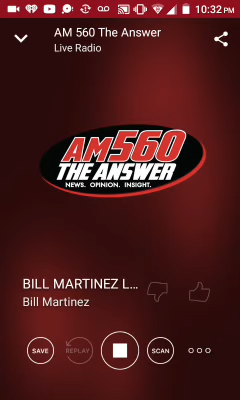 10:32 PM
AM 560 The Answer
Live Radio
AM560
THE ANSWER
NEWS. OPINION. INSIGHT.
BILL MARTINEZ L...
Bill Martinez
SAVE
REPLAY
SCAN